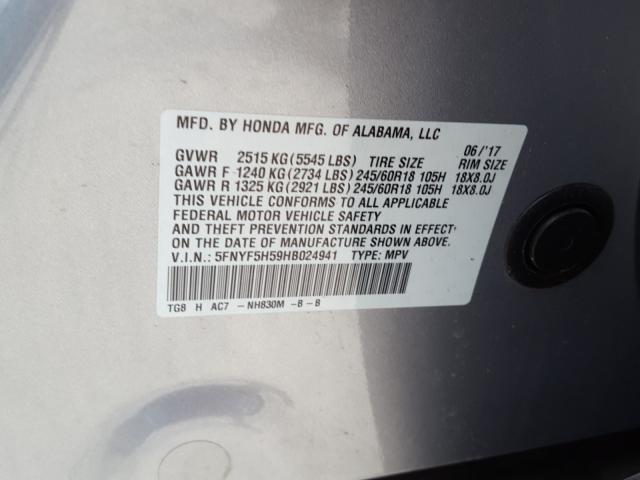 MFD. BY HONDA MFG. OF ALABAMA, LLC
GVWR 2515 KG (5545 LBS) TIRE SIZE 06/'17 RIM SIZE
GAWR F 1240 KG (2734 LBS) 245/60R18 105H 18X8.0J
GAWR R 1325 KG (2921 LBS) 245/60R18 105H 18X8.0J
THIS VEHICLE CONFORMS TO ALL APPLICABLE
FEDERAL MOTOR VEHICLE SAFETY
AND THEFT PREVENTION STANDARDS IN EFFECT
ON THE DATE OF MANUFACTURE SHOWN ABOVE.
V.I.N.: 5FNYF5H59HB024941 TYPE: MPV
TG8 H AC7 -NH830M -B -B